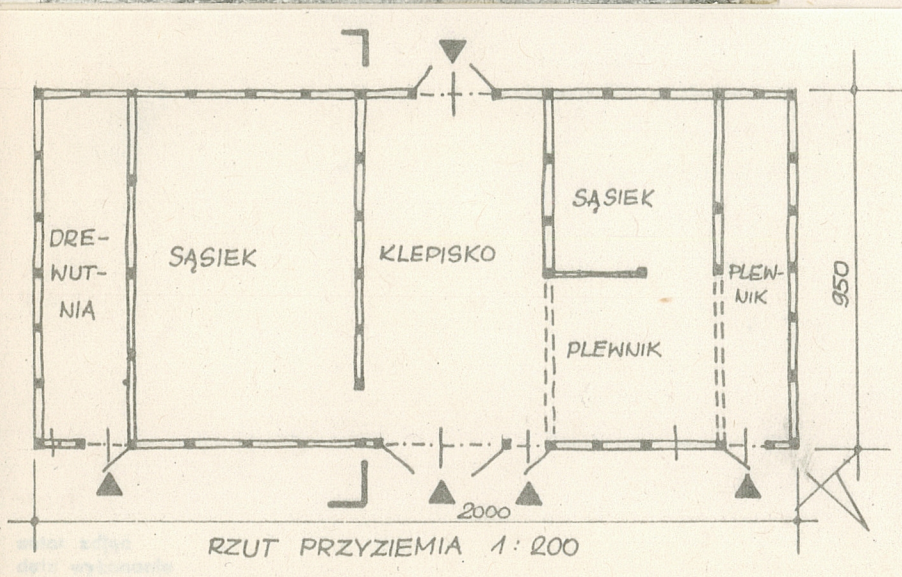 DRE-
WUT-
NIA
SĄSIEK
KLEPISKO
SĄSIEK
PLEWNIK
PLEW-
NIK
950
2000
RZUT PRZYZIEMIA 1:200